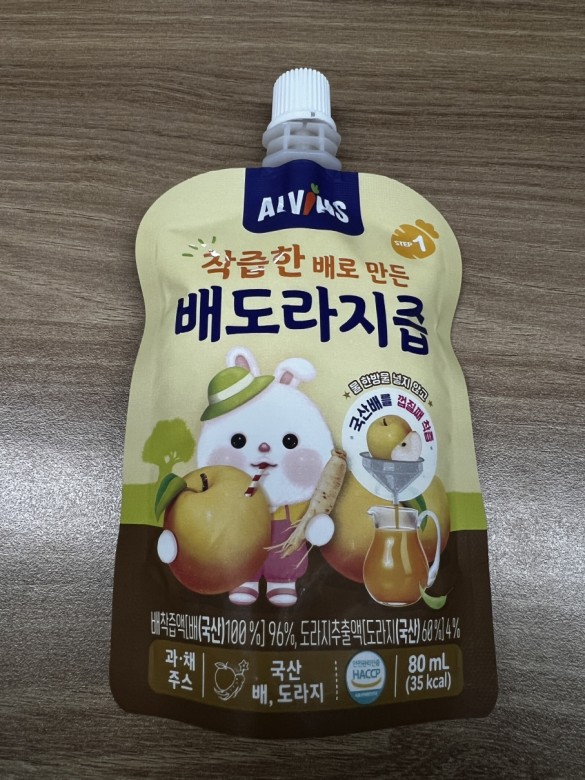 AIVINS
STEP 1
착즙한 배로 만든
배도라지즙
물 한방울 넣지 않고
국산배를 껍질째 착즙
배착즙액[배(국산)100 %] 96%, 도라지추출액[도라지(국산) 60 %] 4%
과·채
주스
국산
배, 도라지
HACCP
80 mL
(35 kcal)